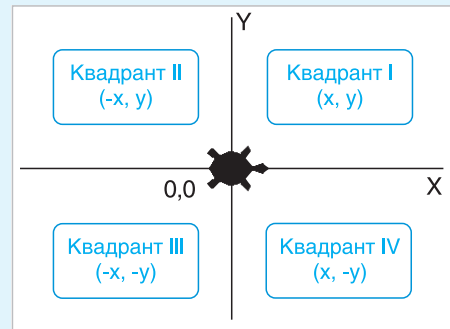 Y
Квадрант II
(-x, y)
Квадрант I
(x, y)
0,0
X
Квадрант III
(-x, -y)
Квадрант IV
(x, -y)